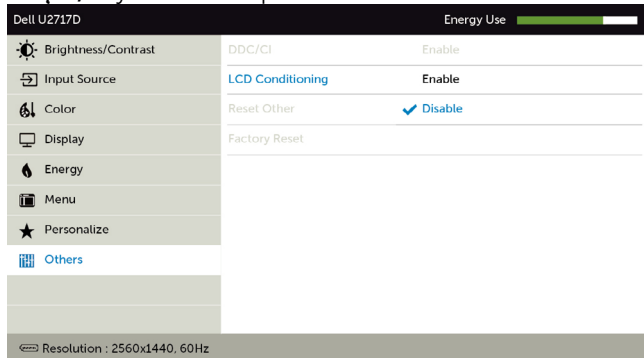 Dell U2717D
Energy Use
Brightness/Contrast
DDC/CI
Enable
Input Source
LCD Conditioning
Enable
Color
Reset Other
Disable
Display
Factory Reset
Energy
Menu
Personalize
Others
Resolution : 2560x1440, 60Hz